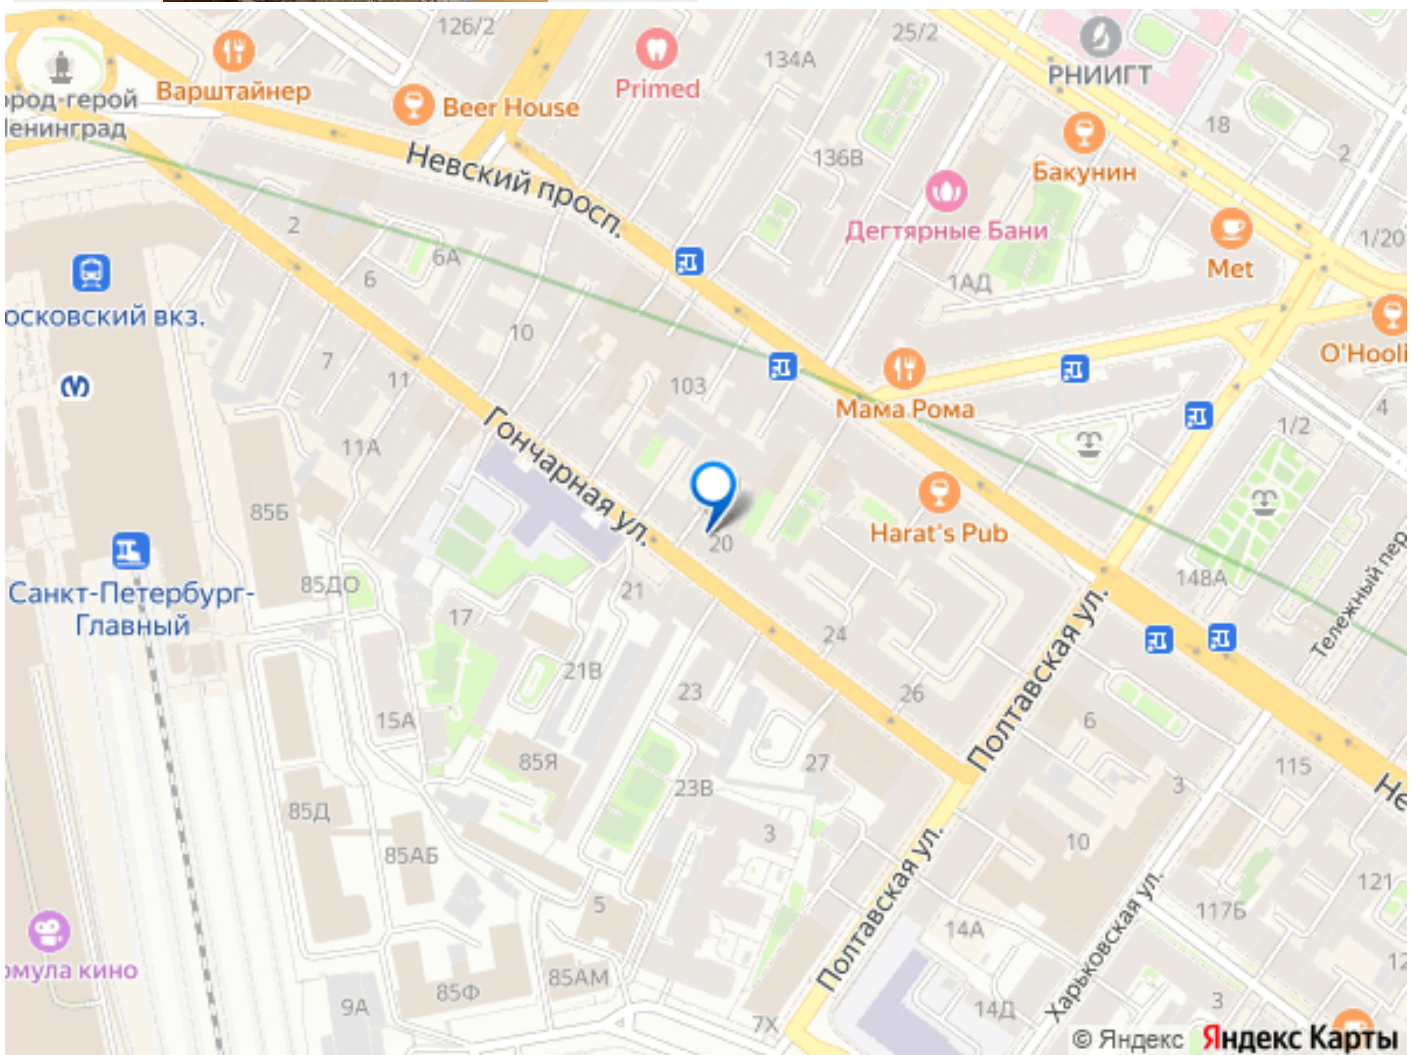 126/2
25/2
134А
Primed
РНИИГТ
Варштайнер
Beer House
ород-герой
Ленинград
18
2
136В
Бакунин
Невский просп.
Дегтярные Бани
2
6А
Met
1/20
6
1АД
осковский вкз.
10
7
11
103
Мама Рома
O'Hooli
4
1/2
Гончарная ул.
11А
85Б
Harat's Pub
20
148А
Тележный пер
Санкт-Петербург-
Главный
85ДО
17
21
24
21В
23
26
Полтавская ул.
15А
6
85Я
27
115
3
Не
23В
85Д
3
10
85АБ
Полтавская ул.
121
5
117Б
14А
Харьковская ул.
омула кино
85АМ
85Ф
9А
14Д
3
12
7Х
© Яндекс Яндекс Карты